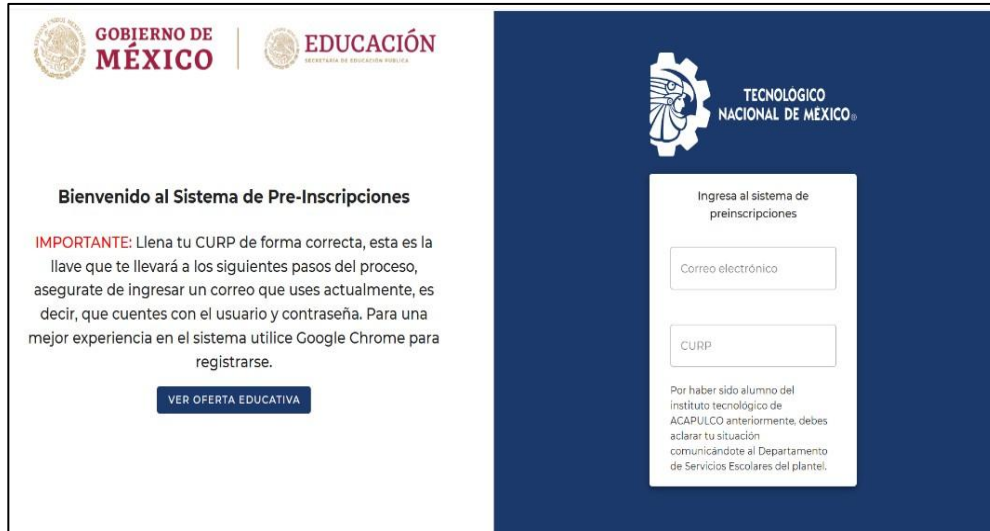 GOBIERNO DE
MÉXICO
EDUCACIÓN
SECRETARÍA DE EDUCACIÓN PÚBLICA
Bienvenido al Sistema de Pre-Inscripciones
IMPORTANTE: Llena tu CURP de forma correcta, esta es la
llave que te llevará a los siguientes pasos del proceso,
asegurate de ingresar un correo que uses actualmente, es
decir, que cuentes con el usuario y contraseña. Para una
mejor experiencia en el sistema utilice Google Chrome para
registrarse.
VER OFERTA EDUCATIVA
TECNOLÓGICO
NACIONAL DE MÉXICO®
Ingresa al sistema de
preinscripciones
Correo electrónico
CURP
Por haber sido alumno del
instituto tecnológico de
ACAPULCO anteriormente, debes
aclarar tu situación
comunicándote al Departamento
de Servicios Escolares del plantel.